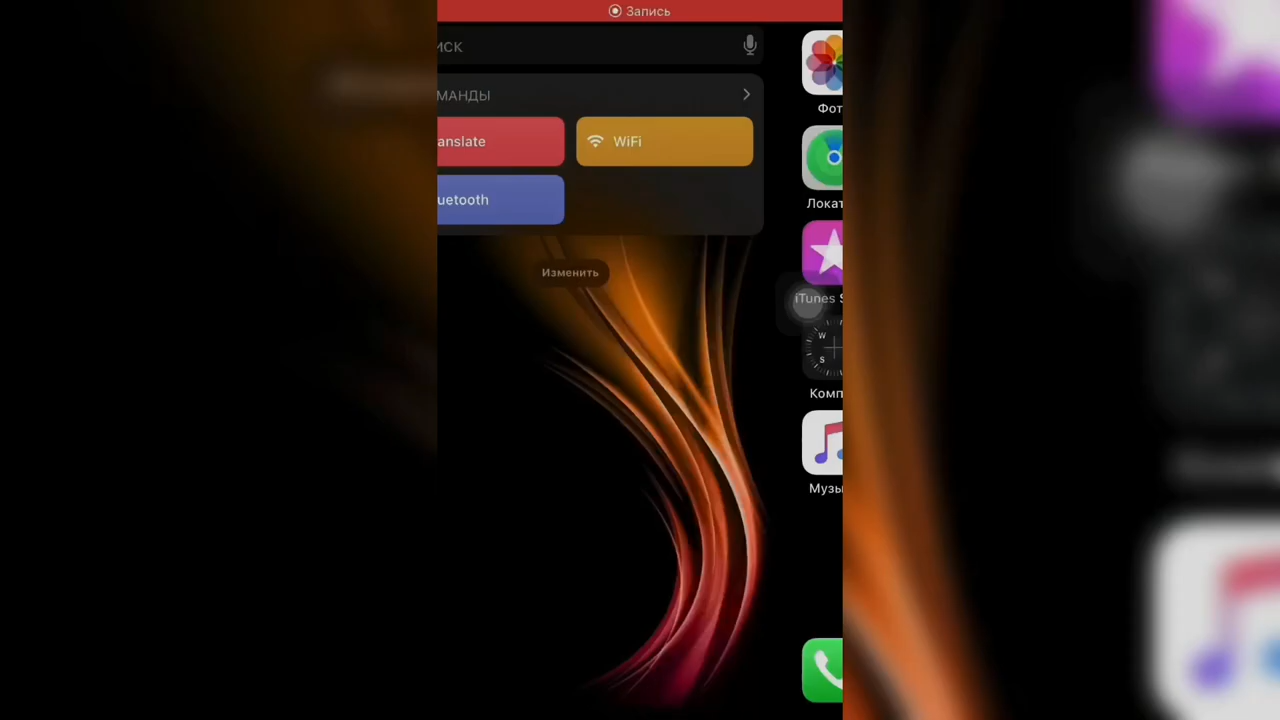 Запись
иск
МАНДЫ
anslate
WiFi
uetooth
Изменить
Фот
Локат
iTunes S
W
S
Комп
Музы